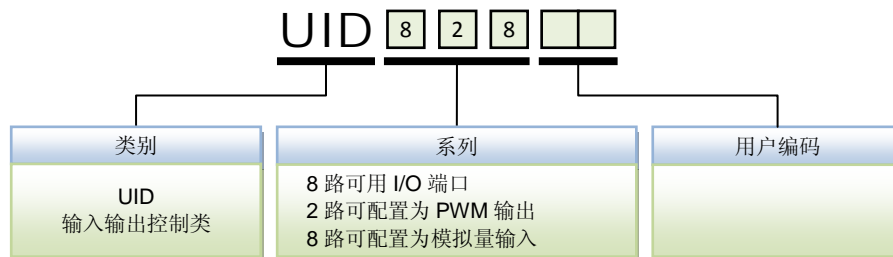 UID 8 2 8
类别
UID
输入输出控制类
系列
8 路可用 I/O 端口
2 路可配置为 PWM 输出
8 路可配置为模拟量输入
用户编码